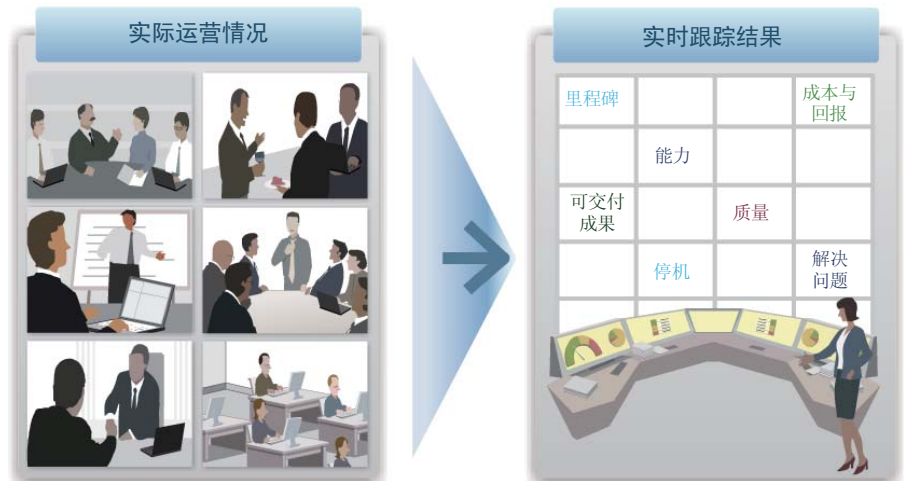 实际运营情况
实时跟踪结果
里程碑
成本与
回报
能力
可交付
成果
质量
停机
解决
问题